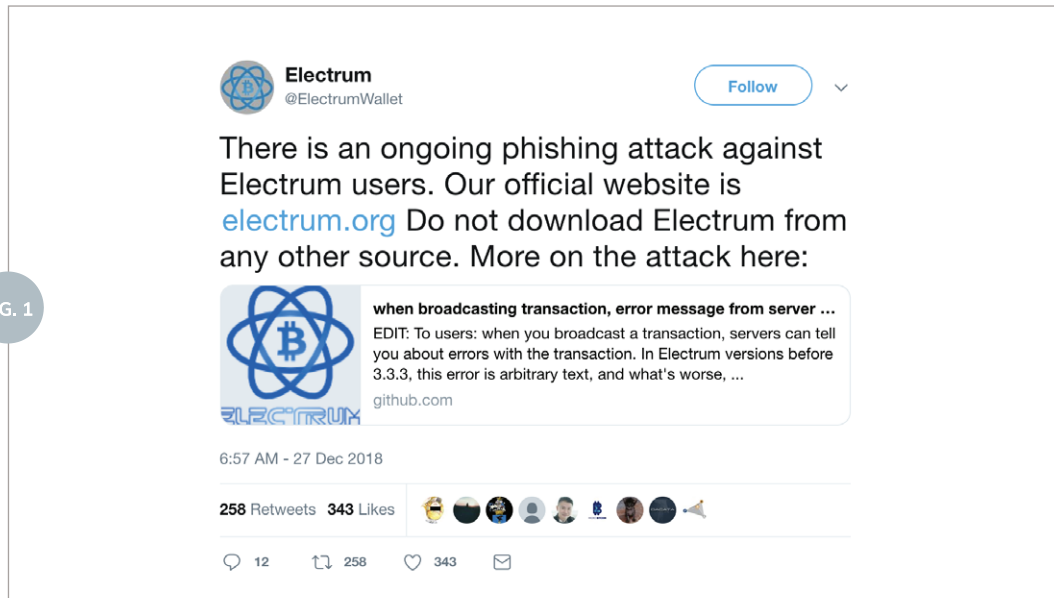 Electrum
@ElectrumWallet
Follow
There is an ongoing phishing attack against
Electrum users. Our official website is
electrum.org Do not download Electrum from
any other source. More on the attack here:
when broadcasting transaction, error message from server ...
EDIT: To users: when you broadcast a transaction, servers can tell
you about errors with the transaction. In Electrum versions before
3.3.3, this error is arbitrary text, and what's worse, ...
github.com
ELECTRUM
G. 1
6:57 AM - 27 Dec 2018
258 Retweets 343 Likes
12 258 343